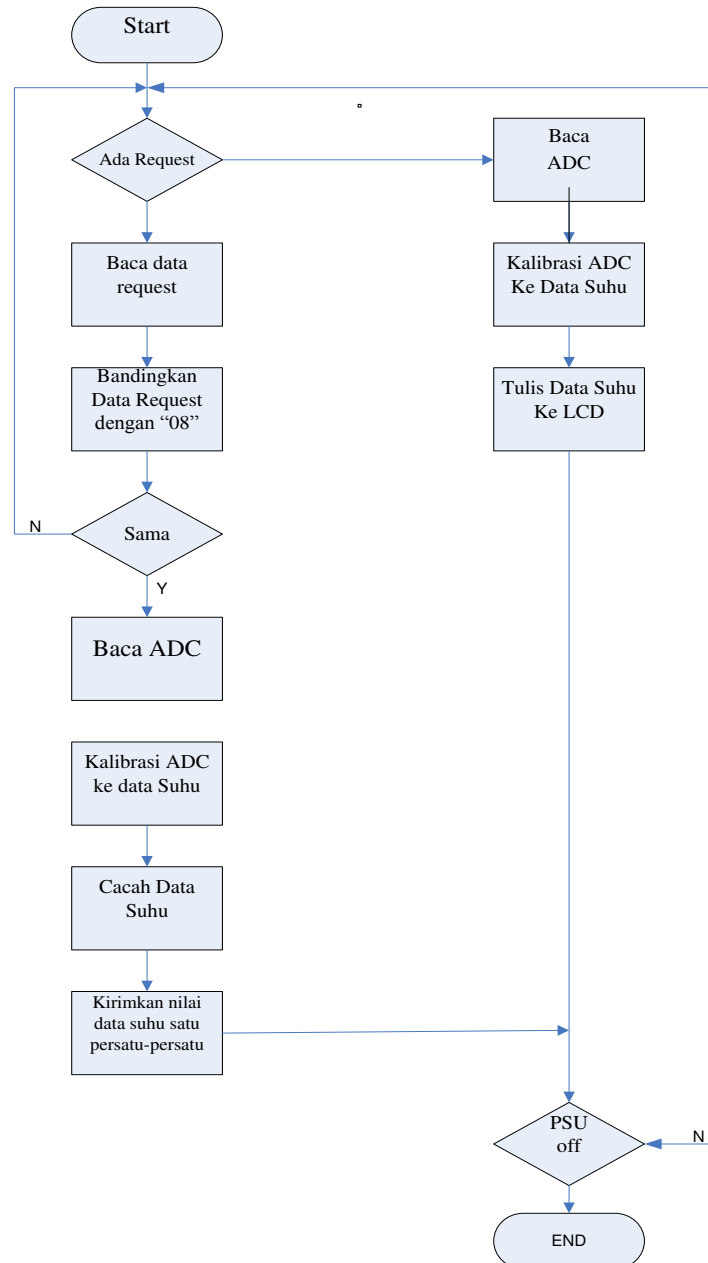 Start
Ada Request
Baca
ADC
Baca data
request
Kalibrasi ADC
Ke Data Suhu
Bandingkan
Data Request
dengan “08”
Tulis Data Suhu
Ke LCD
N
Sama
Y
Baca ADC
Kalibrasi ADC
ke data Suhu
Cacah Data
Suhu
Kirimkan nilai
data suhu satu
persatu-persatu
PSU
off
N
END